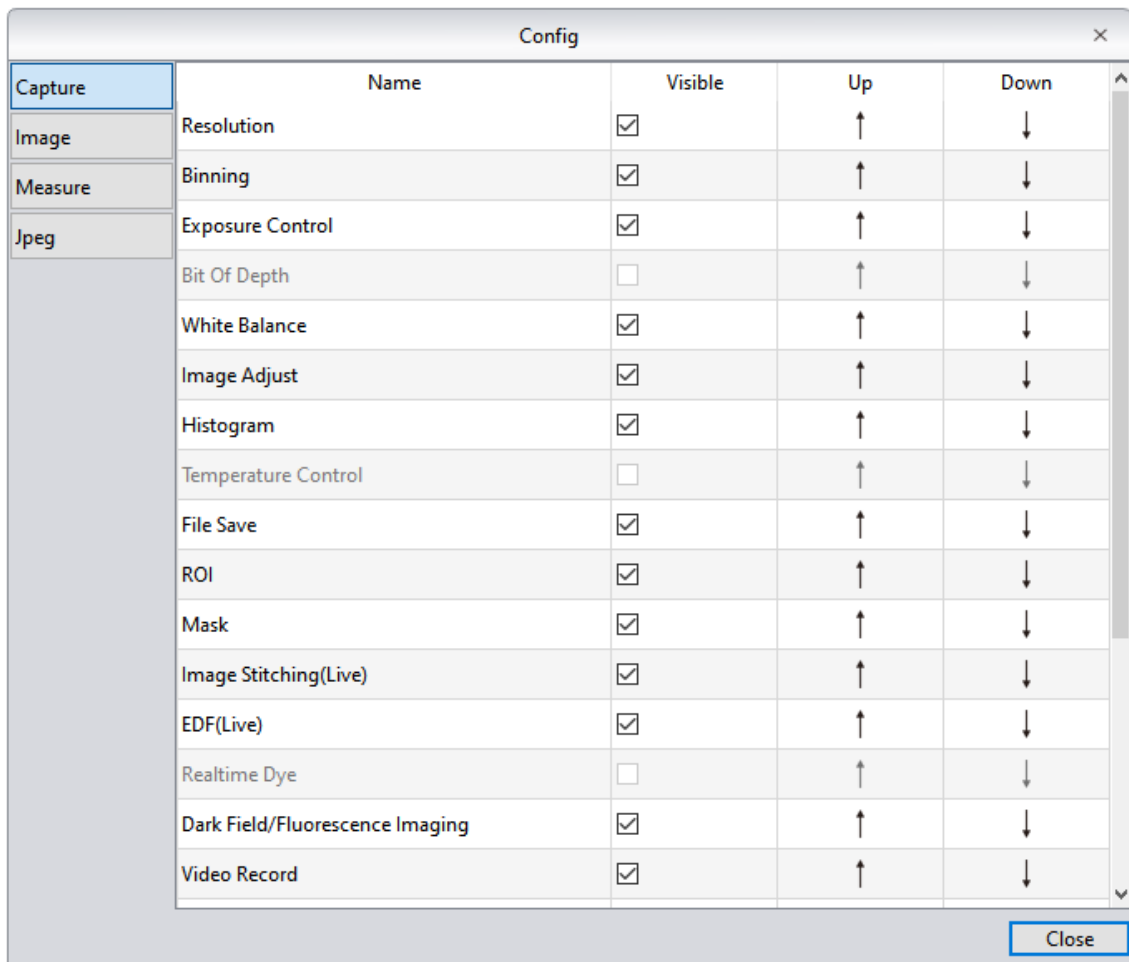 Config
Capture
Image
Measure
Jpeg
Name Visible Up Down
Resolution
Binning
Exposure Control
Bit Of Depth
White Balance
Image Adjust
Histogram
Temperature Control
File Save
ROI
Mask
Image Stitching(Live)
EDF(Live)
Realtime Dye
Dark Field/Fluorescence Imaging
Video Record
Close